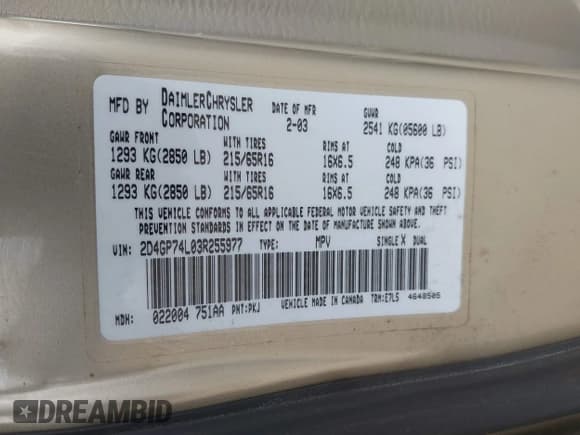 MFD BY DAIMLERCHRYSLER CORPORATION DATE OF MFR 2-03 GVWR 2541 KG(05600 LB)
GAWR FRONT WITH TIRES RIMS AT COLD
1293 KG(2850 LB) 215/65R16 16X6.5 248 KPA(36 PSI)
GAWR REAR WITH TIRES RIMS AT COLD
1293 KG(2850 LB) 215/65R16 16X6.5 248 KPA(36 PSI)
THIS VEHICLE CONFORMS TO ALL APPLICABLE FEDERAL MOTOR VEHICLE SAFETY AND THEFT
PREVENTION STANDARDS IN EFFECT ON THE DATE OF MANUFACTURE SHOWN ABOVE.
VIN: 2D4GP74L03R255977 TYPE: MPV SINGLE X DUAL
VEHICLE MADE IN CANADA TRM:E7L5 4648505
MDH: 022004 751AA PNT:PKJ
DREAMBID